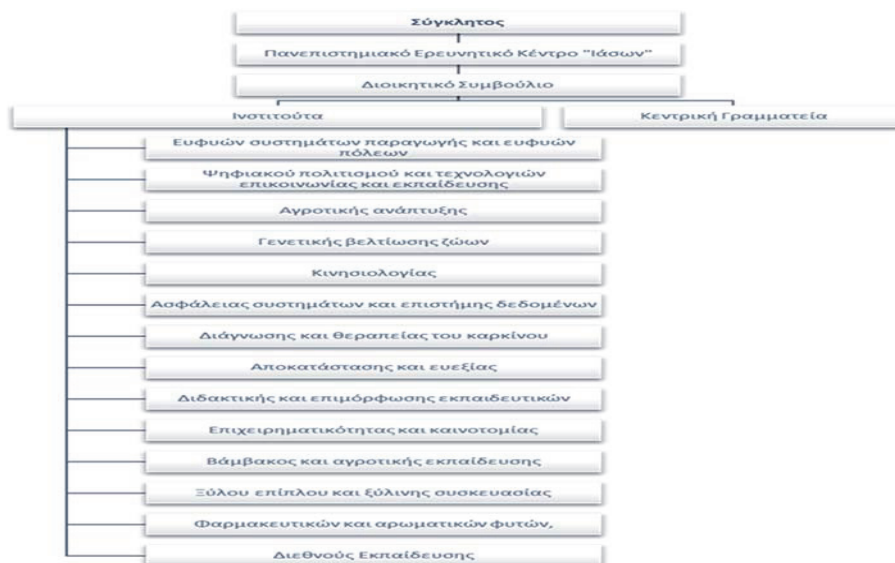 Σύγκλητος
Πανεπιστημιακό Ερευνητικό Κέντρο "Ιάσων"
Διοικητικό Συμβούλιο
Ινστιτούτα
Κεντρική Γραμματεία
Ευφυών συστημάτων παραγωγής και ευφυών
πόλεων
Ψηφιακού πολιτισμού και τεχνολογιών
επικοινωνίας και εκπαίδευσης
Αγροτικής ανάπτυξης
Γενετικής βελτίωσης ζώων
Κινησιολογίας
Ασφάλειας συστημάτων και επιστήμης δεδομένων
Διάγνωσης και θεραπείας του καρκίνου
Αποκατάστασης και ευεξίας
Διδακτικής και επιμόρφωσης εκπαιδευτικών
Επιχειρηματικότητας και καινοτομίας
Βάμβακος και αγροτικής εκπαίδευσης
Ξύλου επίπλου και ξύλινης συσκευασίας
Φαρμακευτικών και αρωματικών φυτών,
Διεθνούς Εκπαίδευσης